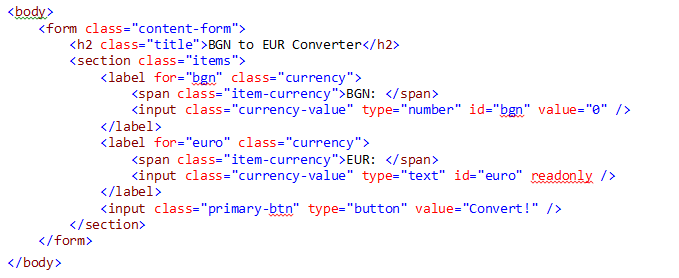 <body>
<form class="content-form">
<h2 class="title">BGN to EUR Converter</h2>
<section class="items">
<label for="bgn" class="currency">
<span class="item-currency">BGN: </span>
<input class="currency-value" type="number" id="bgn" value="0" />
</label>
<label for="euro" class="currency">
<span class="item-currency">EUR: </span>
<input class="currency-value" type="text" id="euro" readonly />
</label>
<input class="primary-btn" type="button" value="Convert!" />
</section>
</form>
</body>